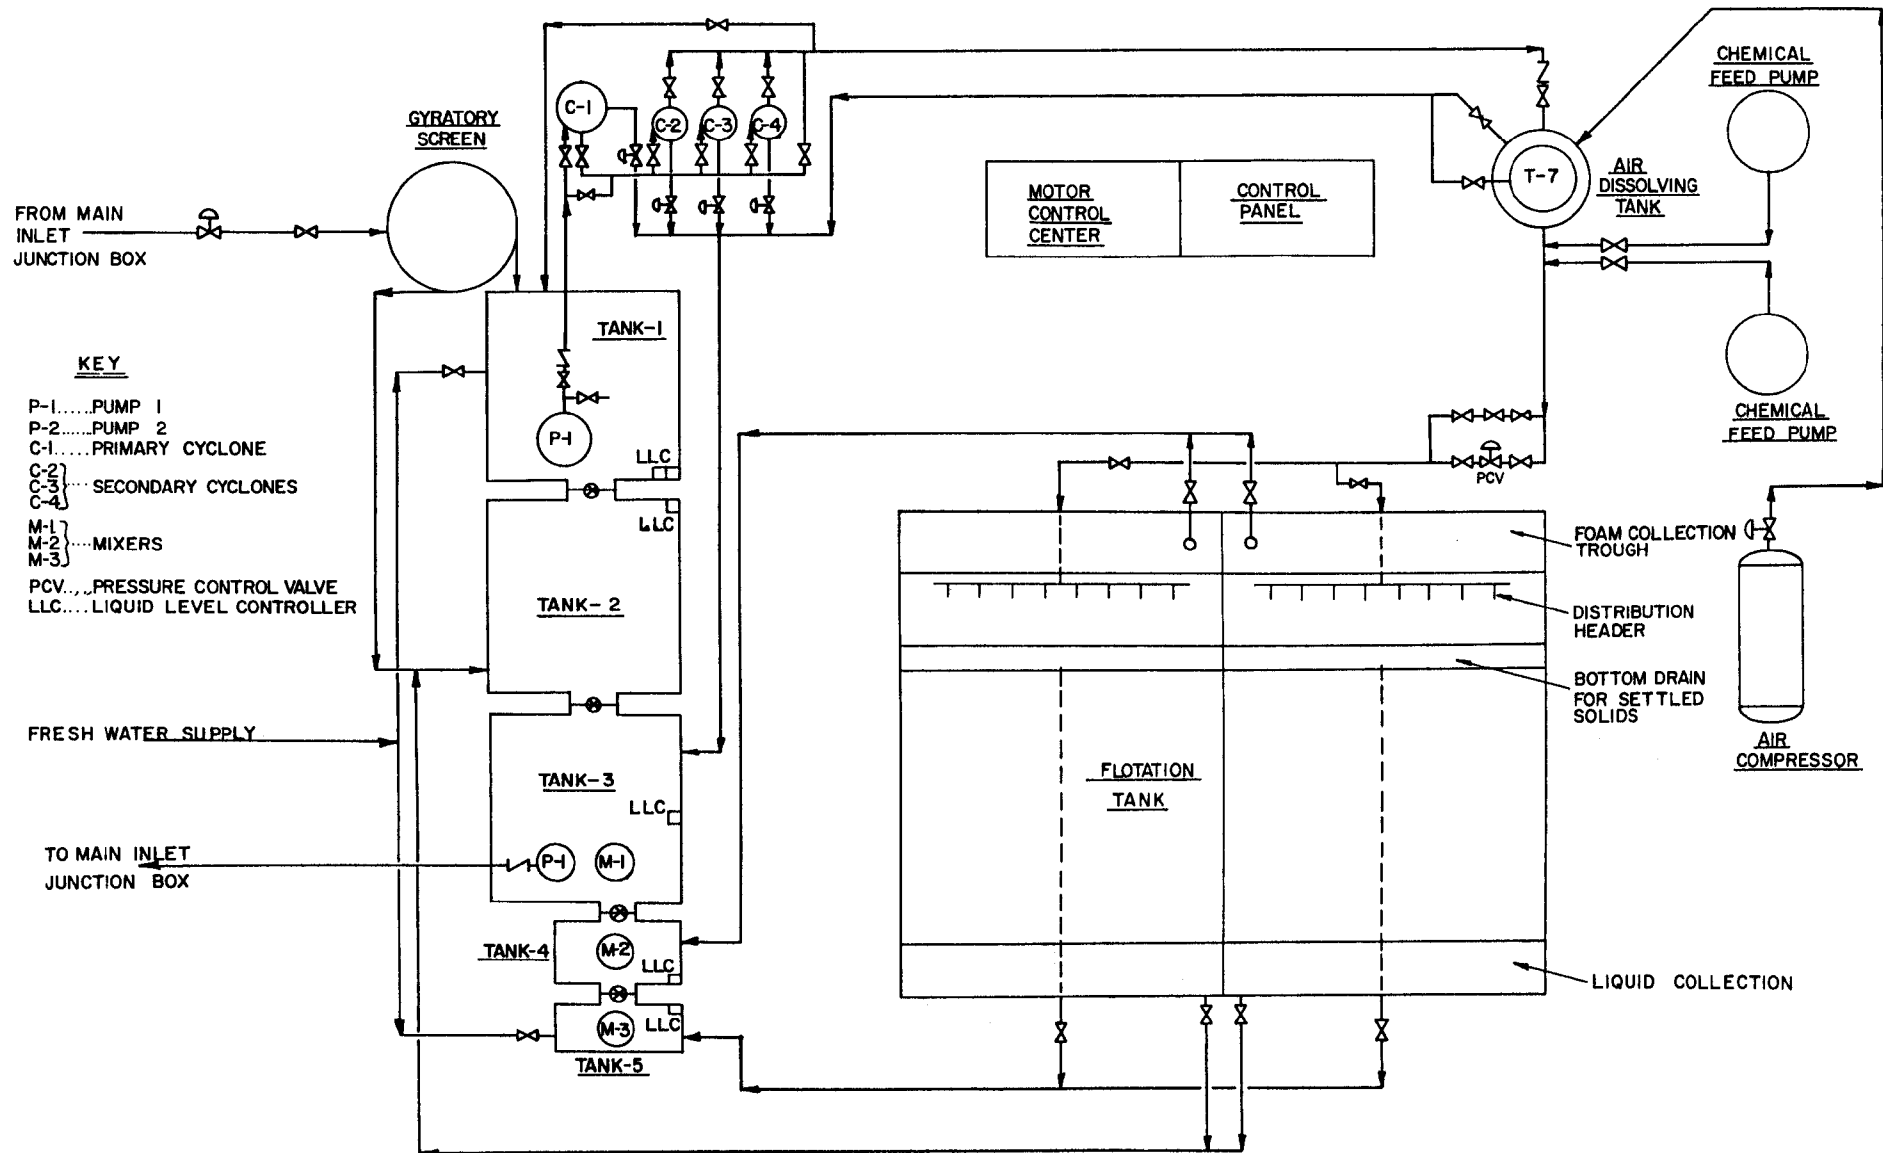 CHEMICAL
FEED PUMP
GYRATORY
SCREEN
C-1
C-2
C-3
C-4
FROM MAIN
INLET
JUNCTION BOX
MOTOR
CONTROL
CENTER
CONTROL
PANEL
T-7
AIR
DISSOLVING
TANK
TANK-1
P-1
LLC
LLC
KEY
P-1.....PUMP 1
P-2.....PUMP 2
C-1.....PRIMARY CYCLONE
C-2
C-3 .... SECONDARY CYCLONES
C-4
M-1
M-2 .... MIXERS
M-3
PCV..,,.PRESSURE CONTROL VALVE
LLC....LIQUID LEVEL CONTROLLER
CHEMICAL
FEED PUMP
PCV
FOAM COLLECTION
TROUGH
TANK-2
DISTRIBUTION
HEADER
BOTTOM DRAIN
FOR SETTLED
SOLIDS
FRESH WATER SUPPLY
AIR
COMPRESSOR
TANK-3
LLC
FLOTATION
TANK
TO MAIN INLET
JUNCTION BOX
P-1
M-1
TANK-4
M-2
LLC
LIQUID COLLECTION
M-3
LLC
TANK-5